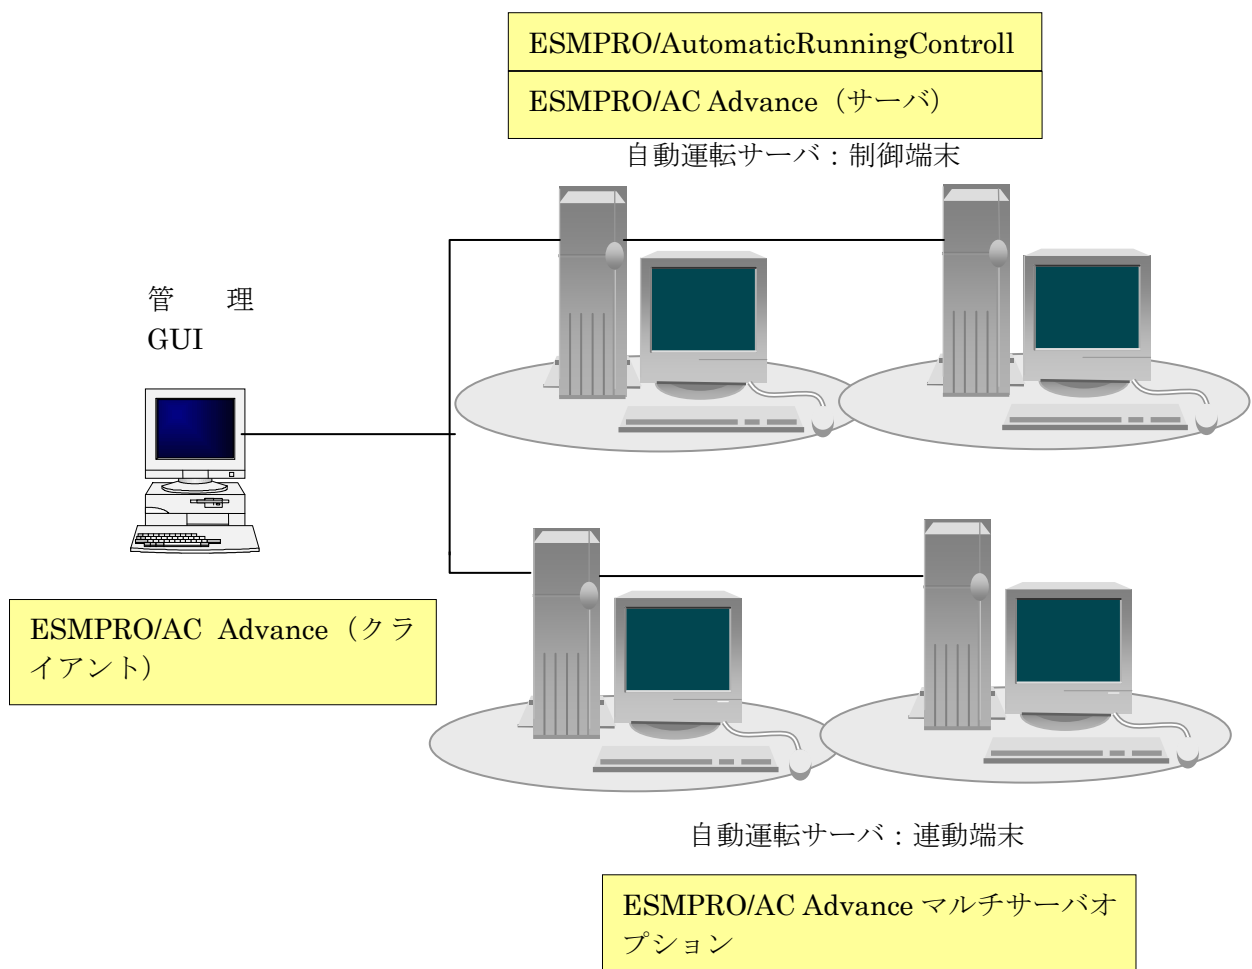 ESMPRO/AutomaticRunningControll
ESMPRO/AC Advance（サーバ）
自動運転サーバ：制御端末
管　理
GUI
ESMPRO/AC Advance（クラ
イアント）
自動運転サーバ：連動端末
ESMPRO/AC Advance マルチサーバオ
プション